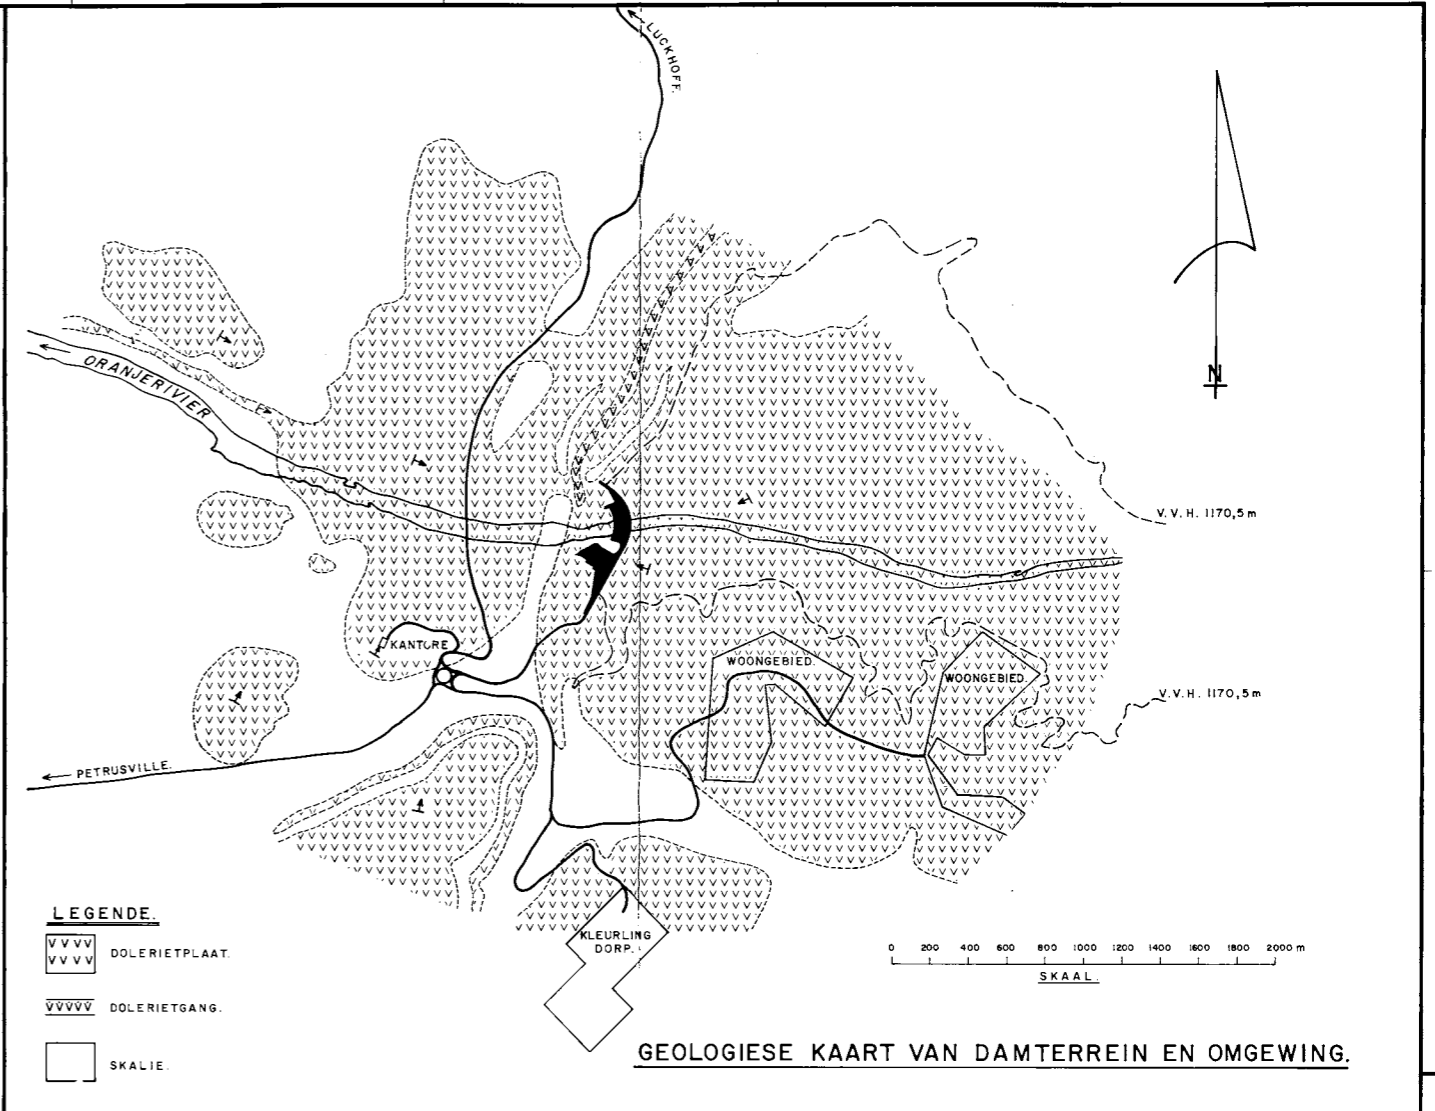 LUCKHOFF.
N
ORANJERIVIER
V.V.H. 1170,5 m
KANTORE
WOONGEBIED.
WOONGEBIED.
V.V.H. 1170,5 m
PETRUSVILLE.
LEGENDE.
DOLERIETPLAAT.
DOLERIETGANG.
SKALIE.
KLEURLING
DORP.
0 200 400 600 800 1000 1200 1400 1600 1800 2000 m
SKAAL.
GEOLOGIESE KAART VAN DAMTERREIN EN OMGEWING.